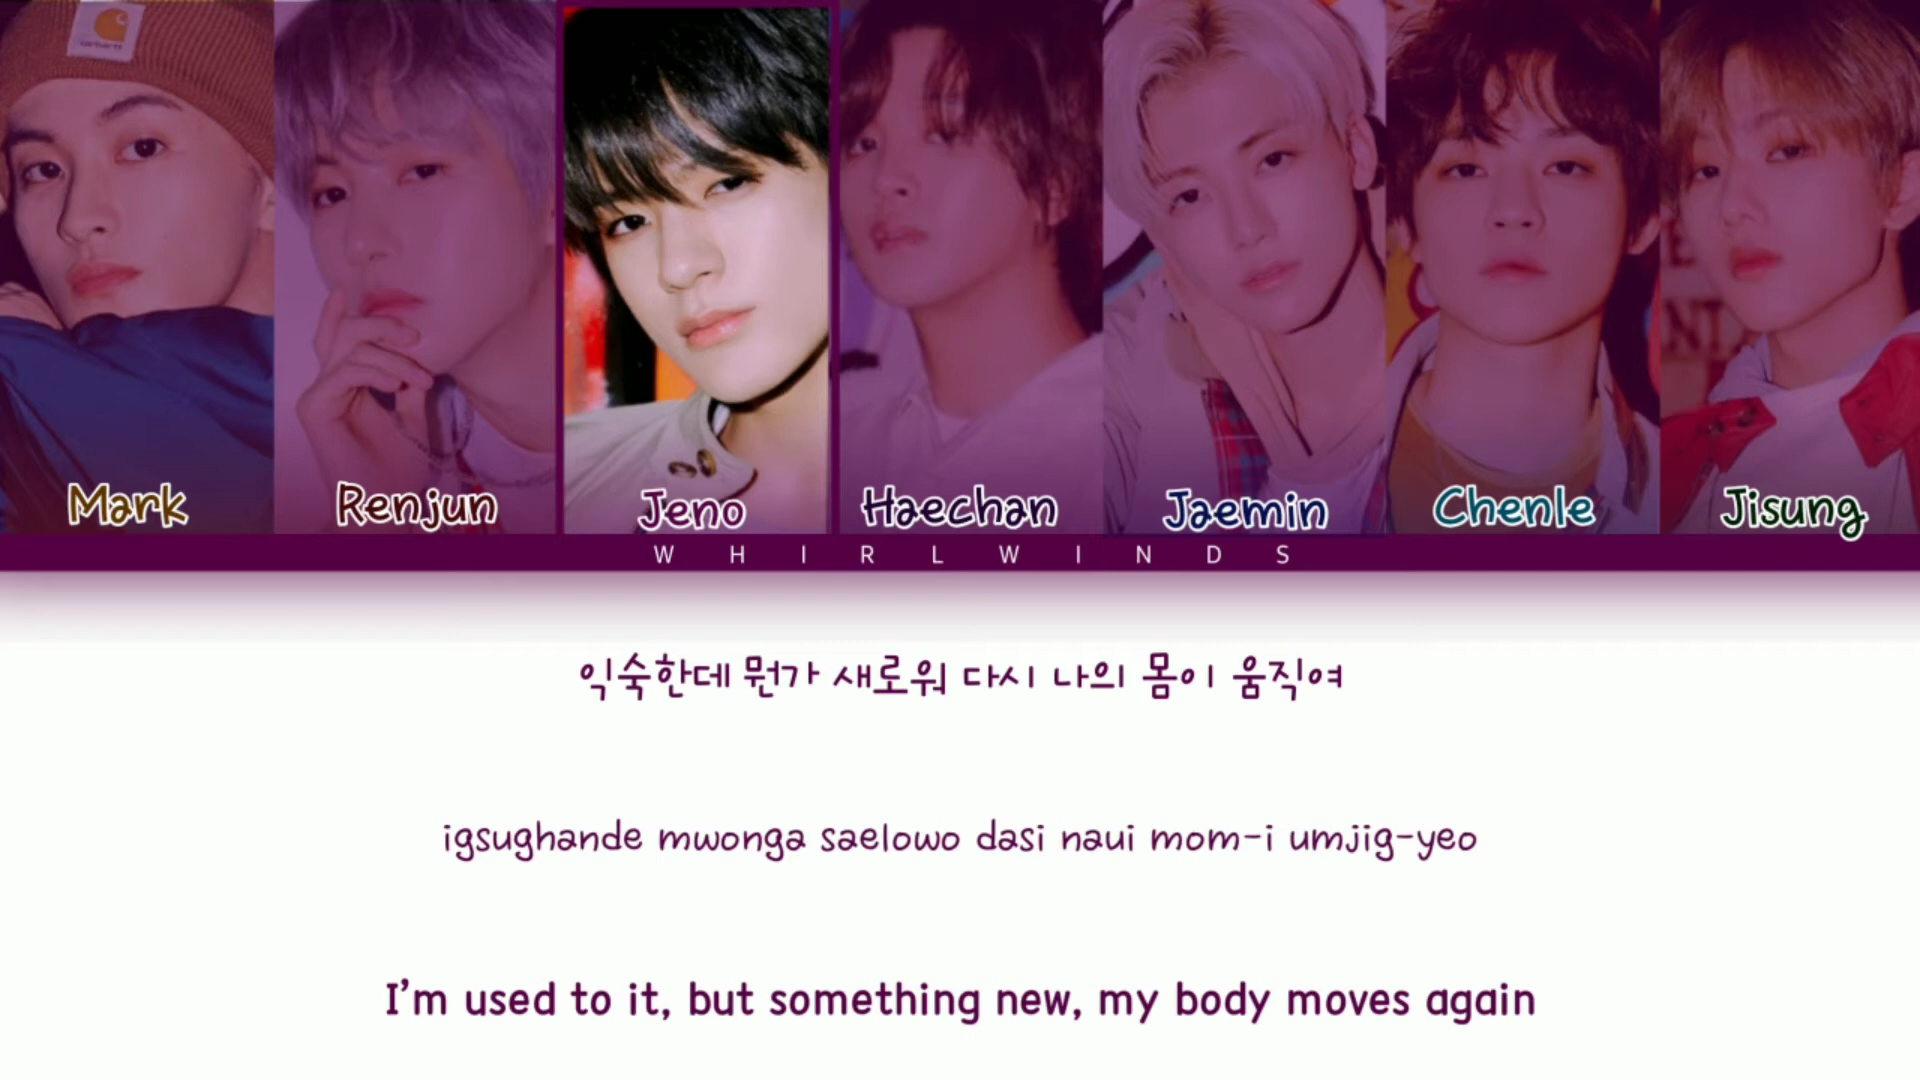 carhartt
Mark Renjun Jeno Haechan Jaemin Chenle Jisung
WHIRLWINDS
익숙한데 뭔가 새로워 다시 나의 몸이 움직여
igsughande mwonga saelowo dasi naui mom-i umjig-yeo
I'm used to it, but something new, my body moves again